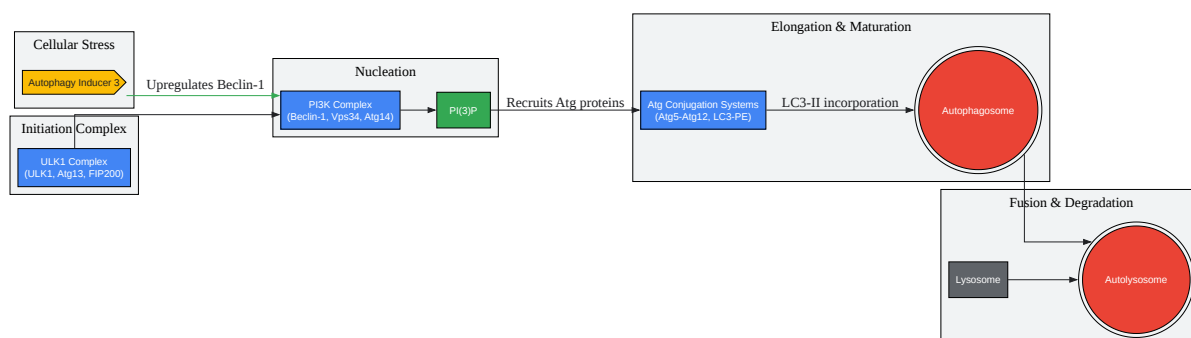 Cellular Stress
Autophagy Inducer 3
Upregulates Beclin-1
Initiation Complex
ULK1 Complex
(ULK1, Atg13, FIP200)
Nucleation
PI3K Complex
(Beclin-1, Vps34, Atg14)
PI(3)P
Recruits Atg proteins
Elongation & Maturation
Atg Conjugation Systems
(Atg5-Atg12, LC3-PE)
LC3-II incorporation
Autophagosome
Fusion & Degradation
Lysosome
Autolysosome